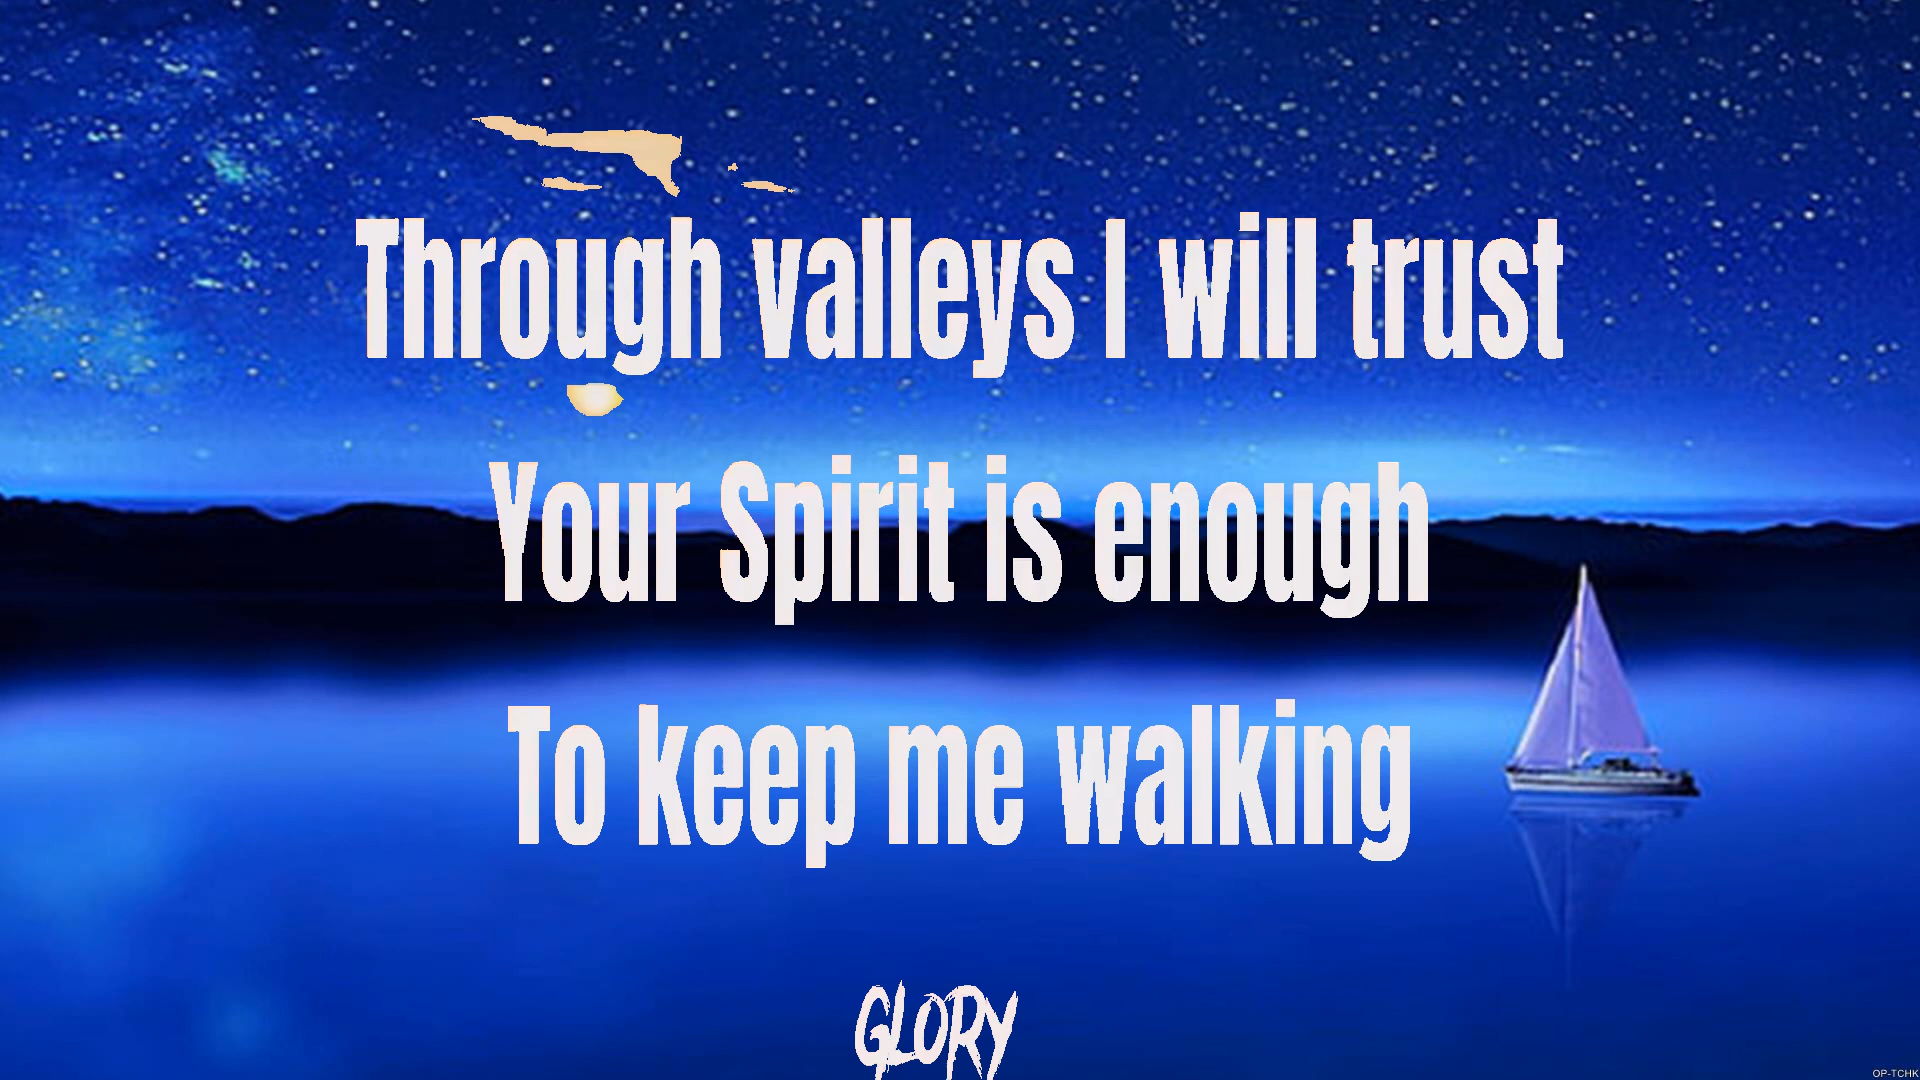 Through valleys I will trust
Your Spirit is enough
To keep me walking
GLORY
OP-TCHK